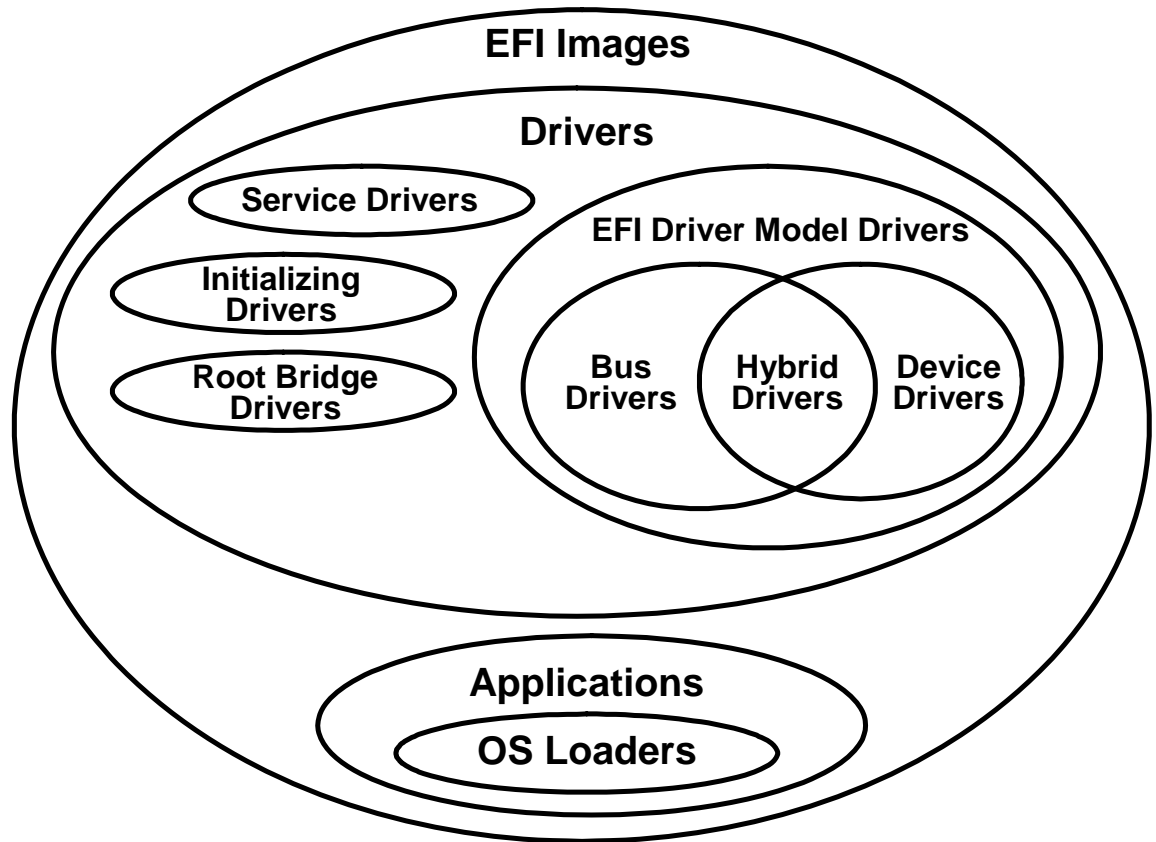 EFI Images
Drivers
Service Drivers
EFI Driver Model Drivers
Initializing
Drivers
Root Bridge
Drivers
Bus
Drivers
Hybrid
Drivers
Device
Drivers
Applications
OS Loaders